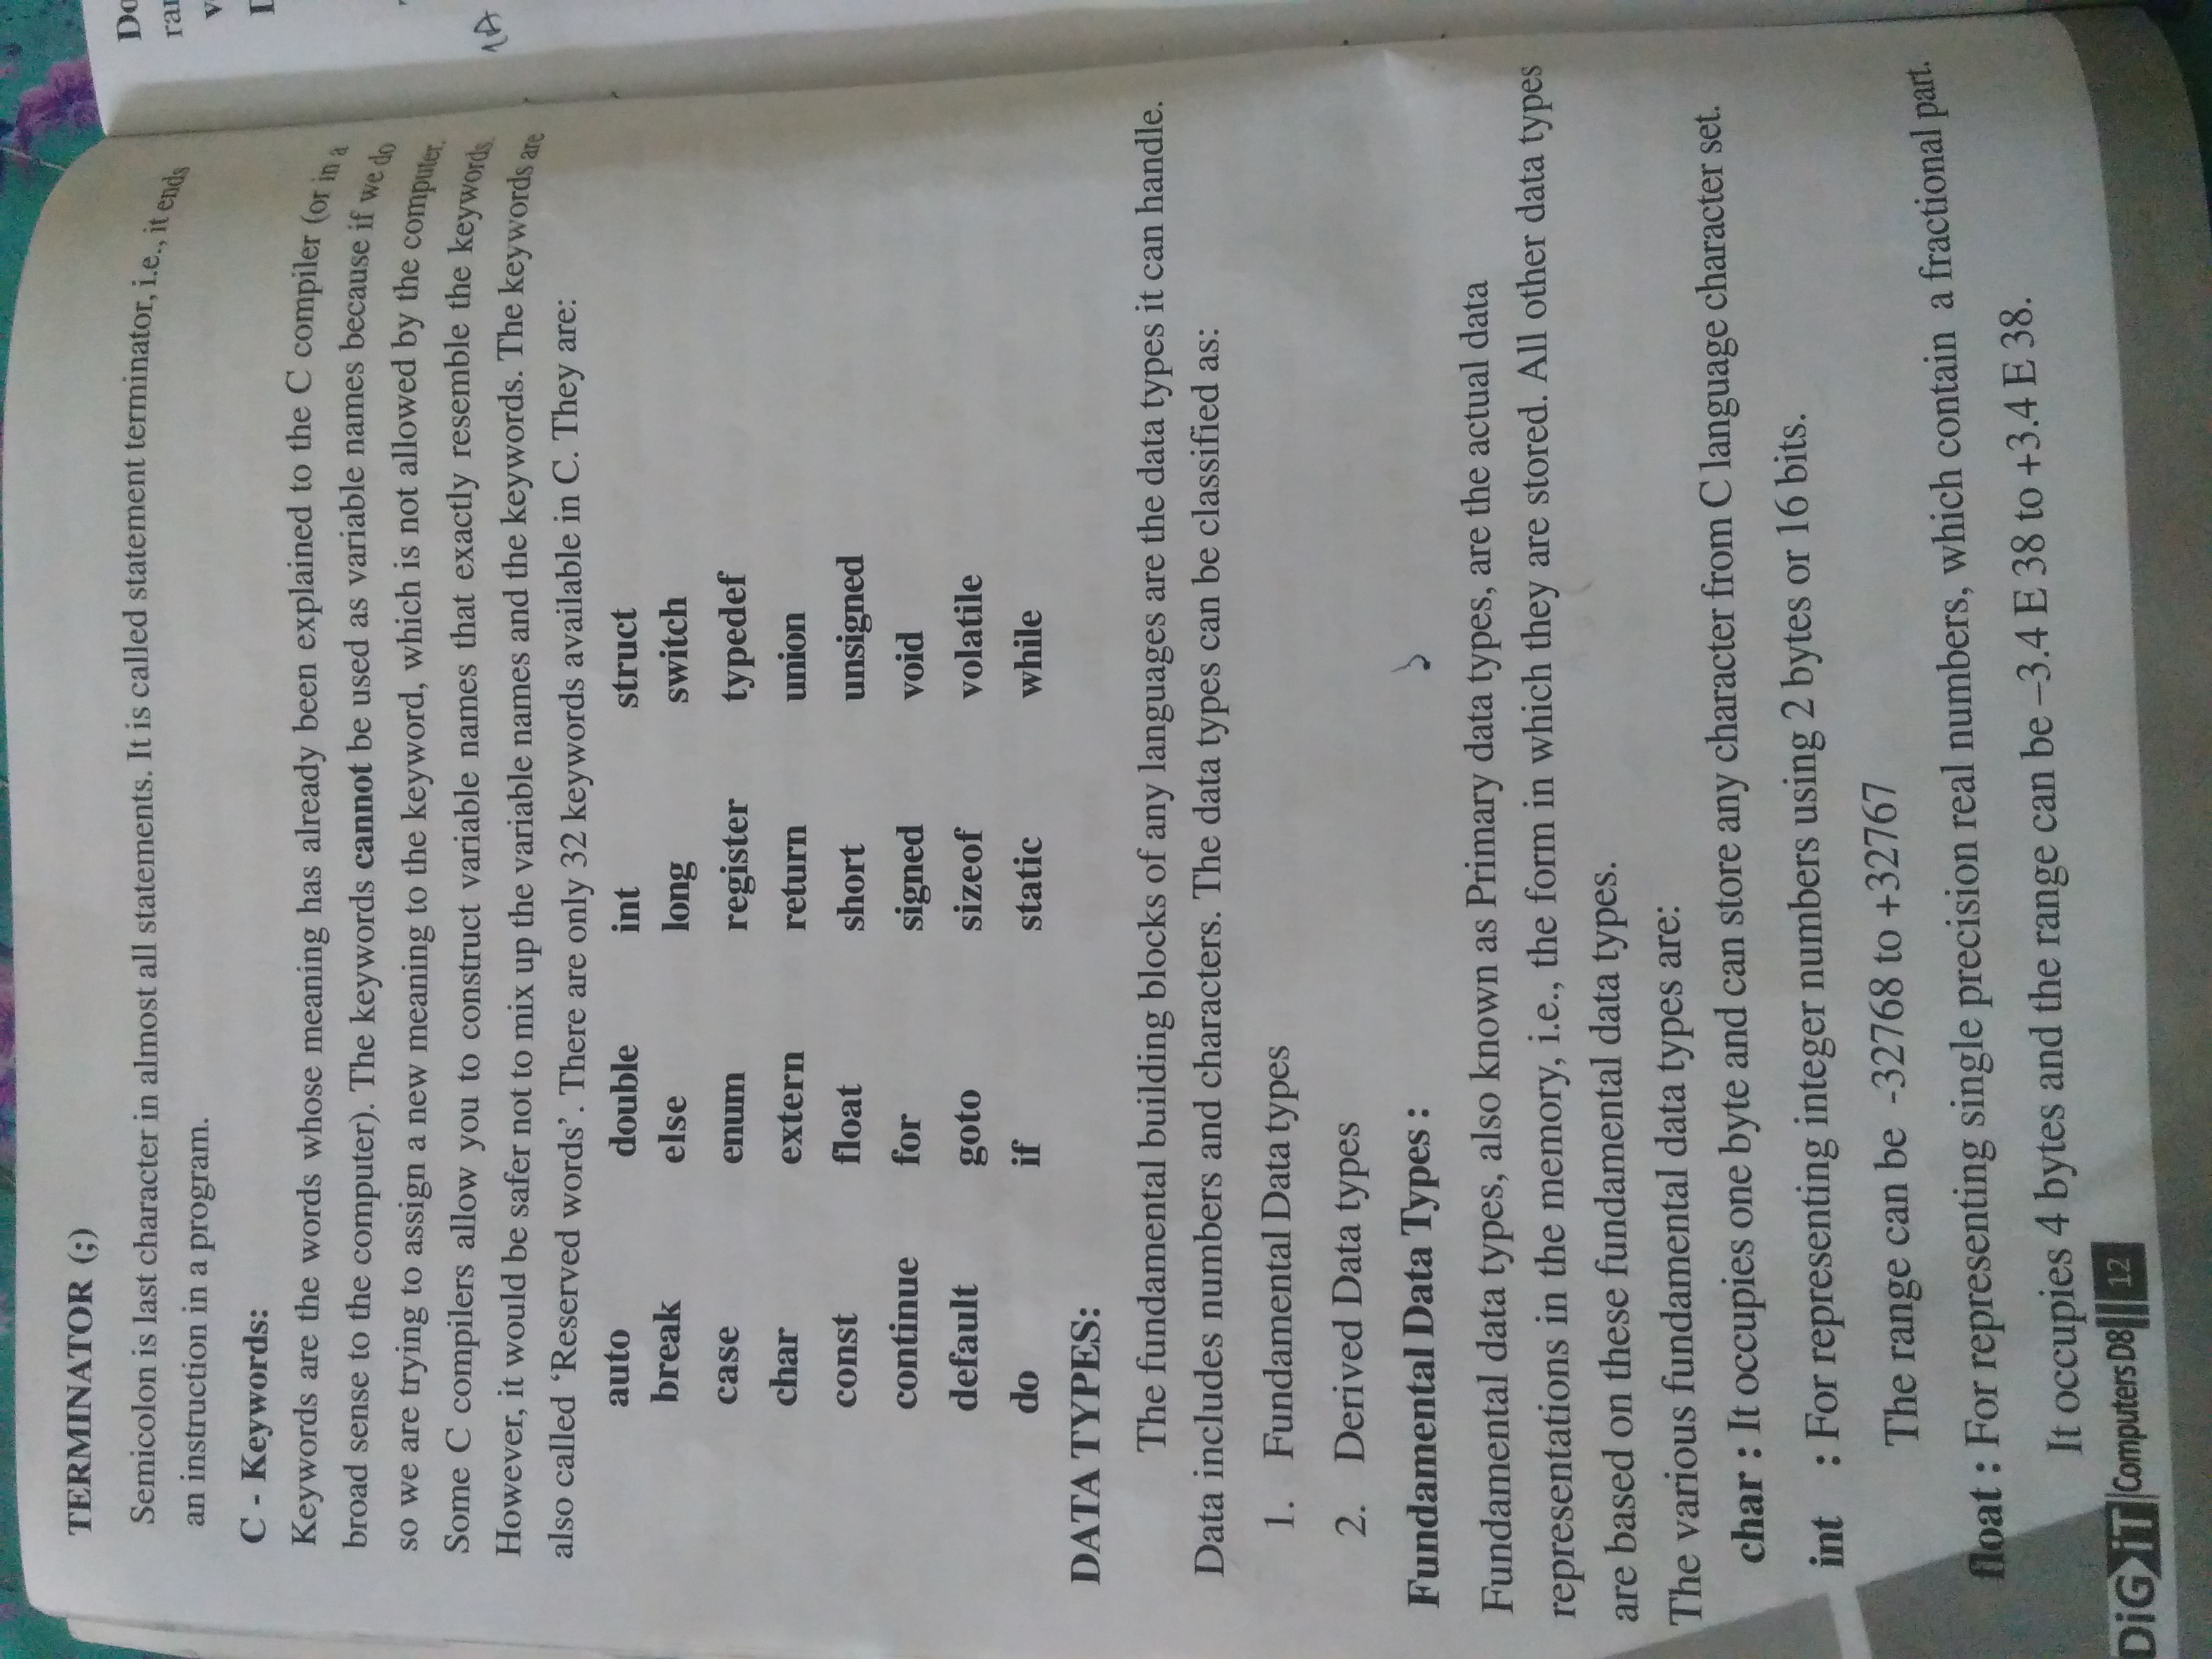 TERMINATOR (;)
Semicolon is last character in almost all statements. It is called statement terminator, i.e., it ends
an instruction in a program.
C - Keywords:
Keywords are the words whose meaning has already been explained to the C compiler (or in a
broad sense to the computer). The keywords cannot be used as variable names because if we do
so we are trying to assign a new meaning to the keyword, which is not allowed by the computer.
Some C compilers allow you to construct variable names that exactly resemble the keywords.
However, it would be safer not to mix up the variable names and the keywords. The keywords are
also called ‘Reserved words’. There are only 32 keywords available in C. They are:
auto double int struct
break else long switch
case enum register typedef
char extern return union
const float short unsigned
continue for signed void
default goto sizeof volatile
do if static while
DATA TYPES:
The fundamental building blocks of any languages are the data types it can handle.
Data includes numbers and characters. The data types can be classified as:
1. Fundamental Data types
2. Derived Data types
Fundamental Data Types :
Fundamental data types, also known as Primary data types, are the actual data
representations in the memory, i.e., the form in which they are stored. All other data types
are based on these fundamental data types.
The various fundamental data types are:
char : It occupies one byte and can store any character from C language character set.
int : For representing integer numbers using 2 bytes or 16 bits.
The range can be -32768 to +32767
float : For representing single precision real numbers, which contain a fractional part.
It occupies 4 bytes and the range can be –3.4 E 38 to +3.4 E 38.
DiGiT Computers D8 12